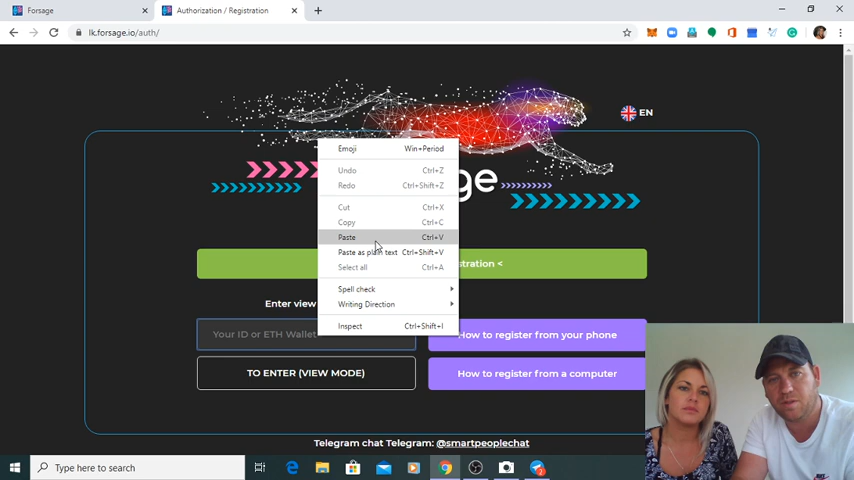 Forsage
Authorization / Registration
lk.forsage.io/auth/
EN
Emoji Win+Period
Undo Ctrl+Z
Redo Ctrl+Shift+Z
Cut Ctrl+X
Copy Ctrl+C
Paste Ctrl+V
Paste as plain text Ctrl+Shift+V
Select all Ctrl+A
Spell check
Writing Direction
Inspect Ctrl+Shift+I
ge
stration <
Enter view
Your ID or ETH Wallet
How to register from your phone
TO ENTER (VIEW MODE)
How to register from a computer
Telegram chat Telegram: @smartpeoplechat
Type here to search